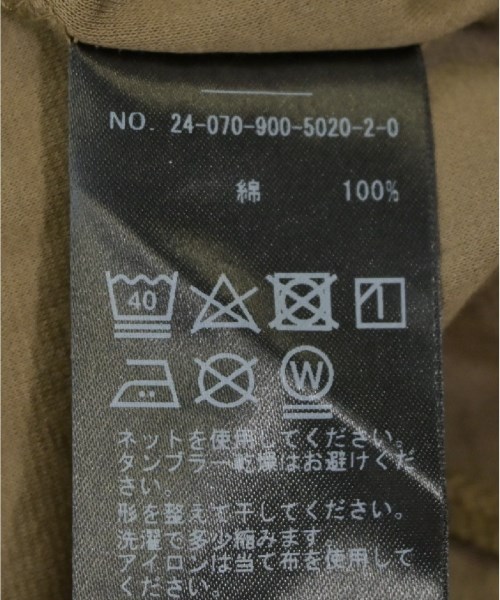 NO. 24-070-900-5020-2-0
綿 100%
40
W
ネットを使用してください。
タンブラー乾燥はお避けくだ
さい。
形を整えて干してください。
洗濯で多少縮みます。
アイロンは当て布を使用して
ください。